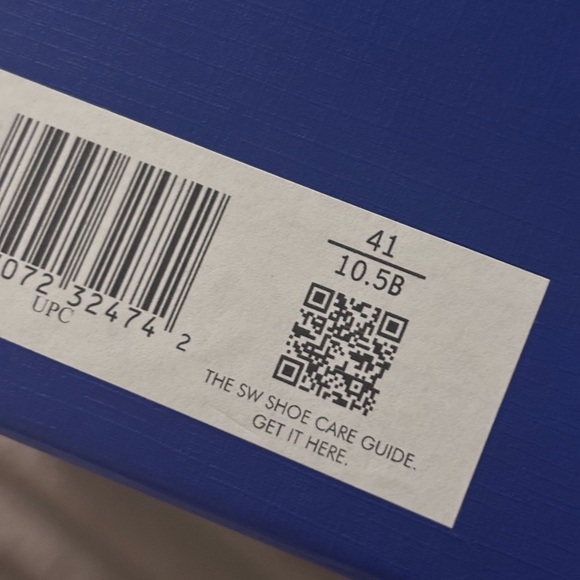 072 32474 2
UPC
41
10.5B
THE SW SHOE CARE GUIDE.
GET IT HERE.